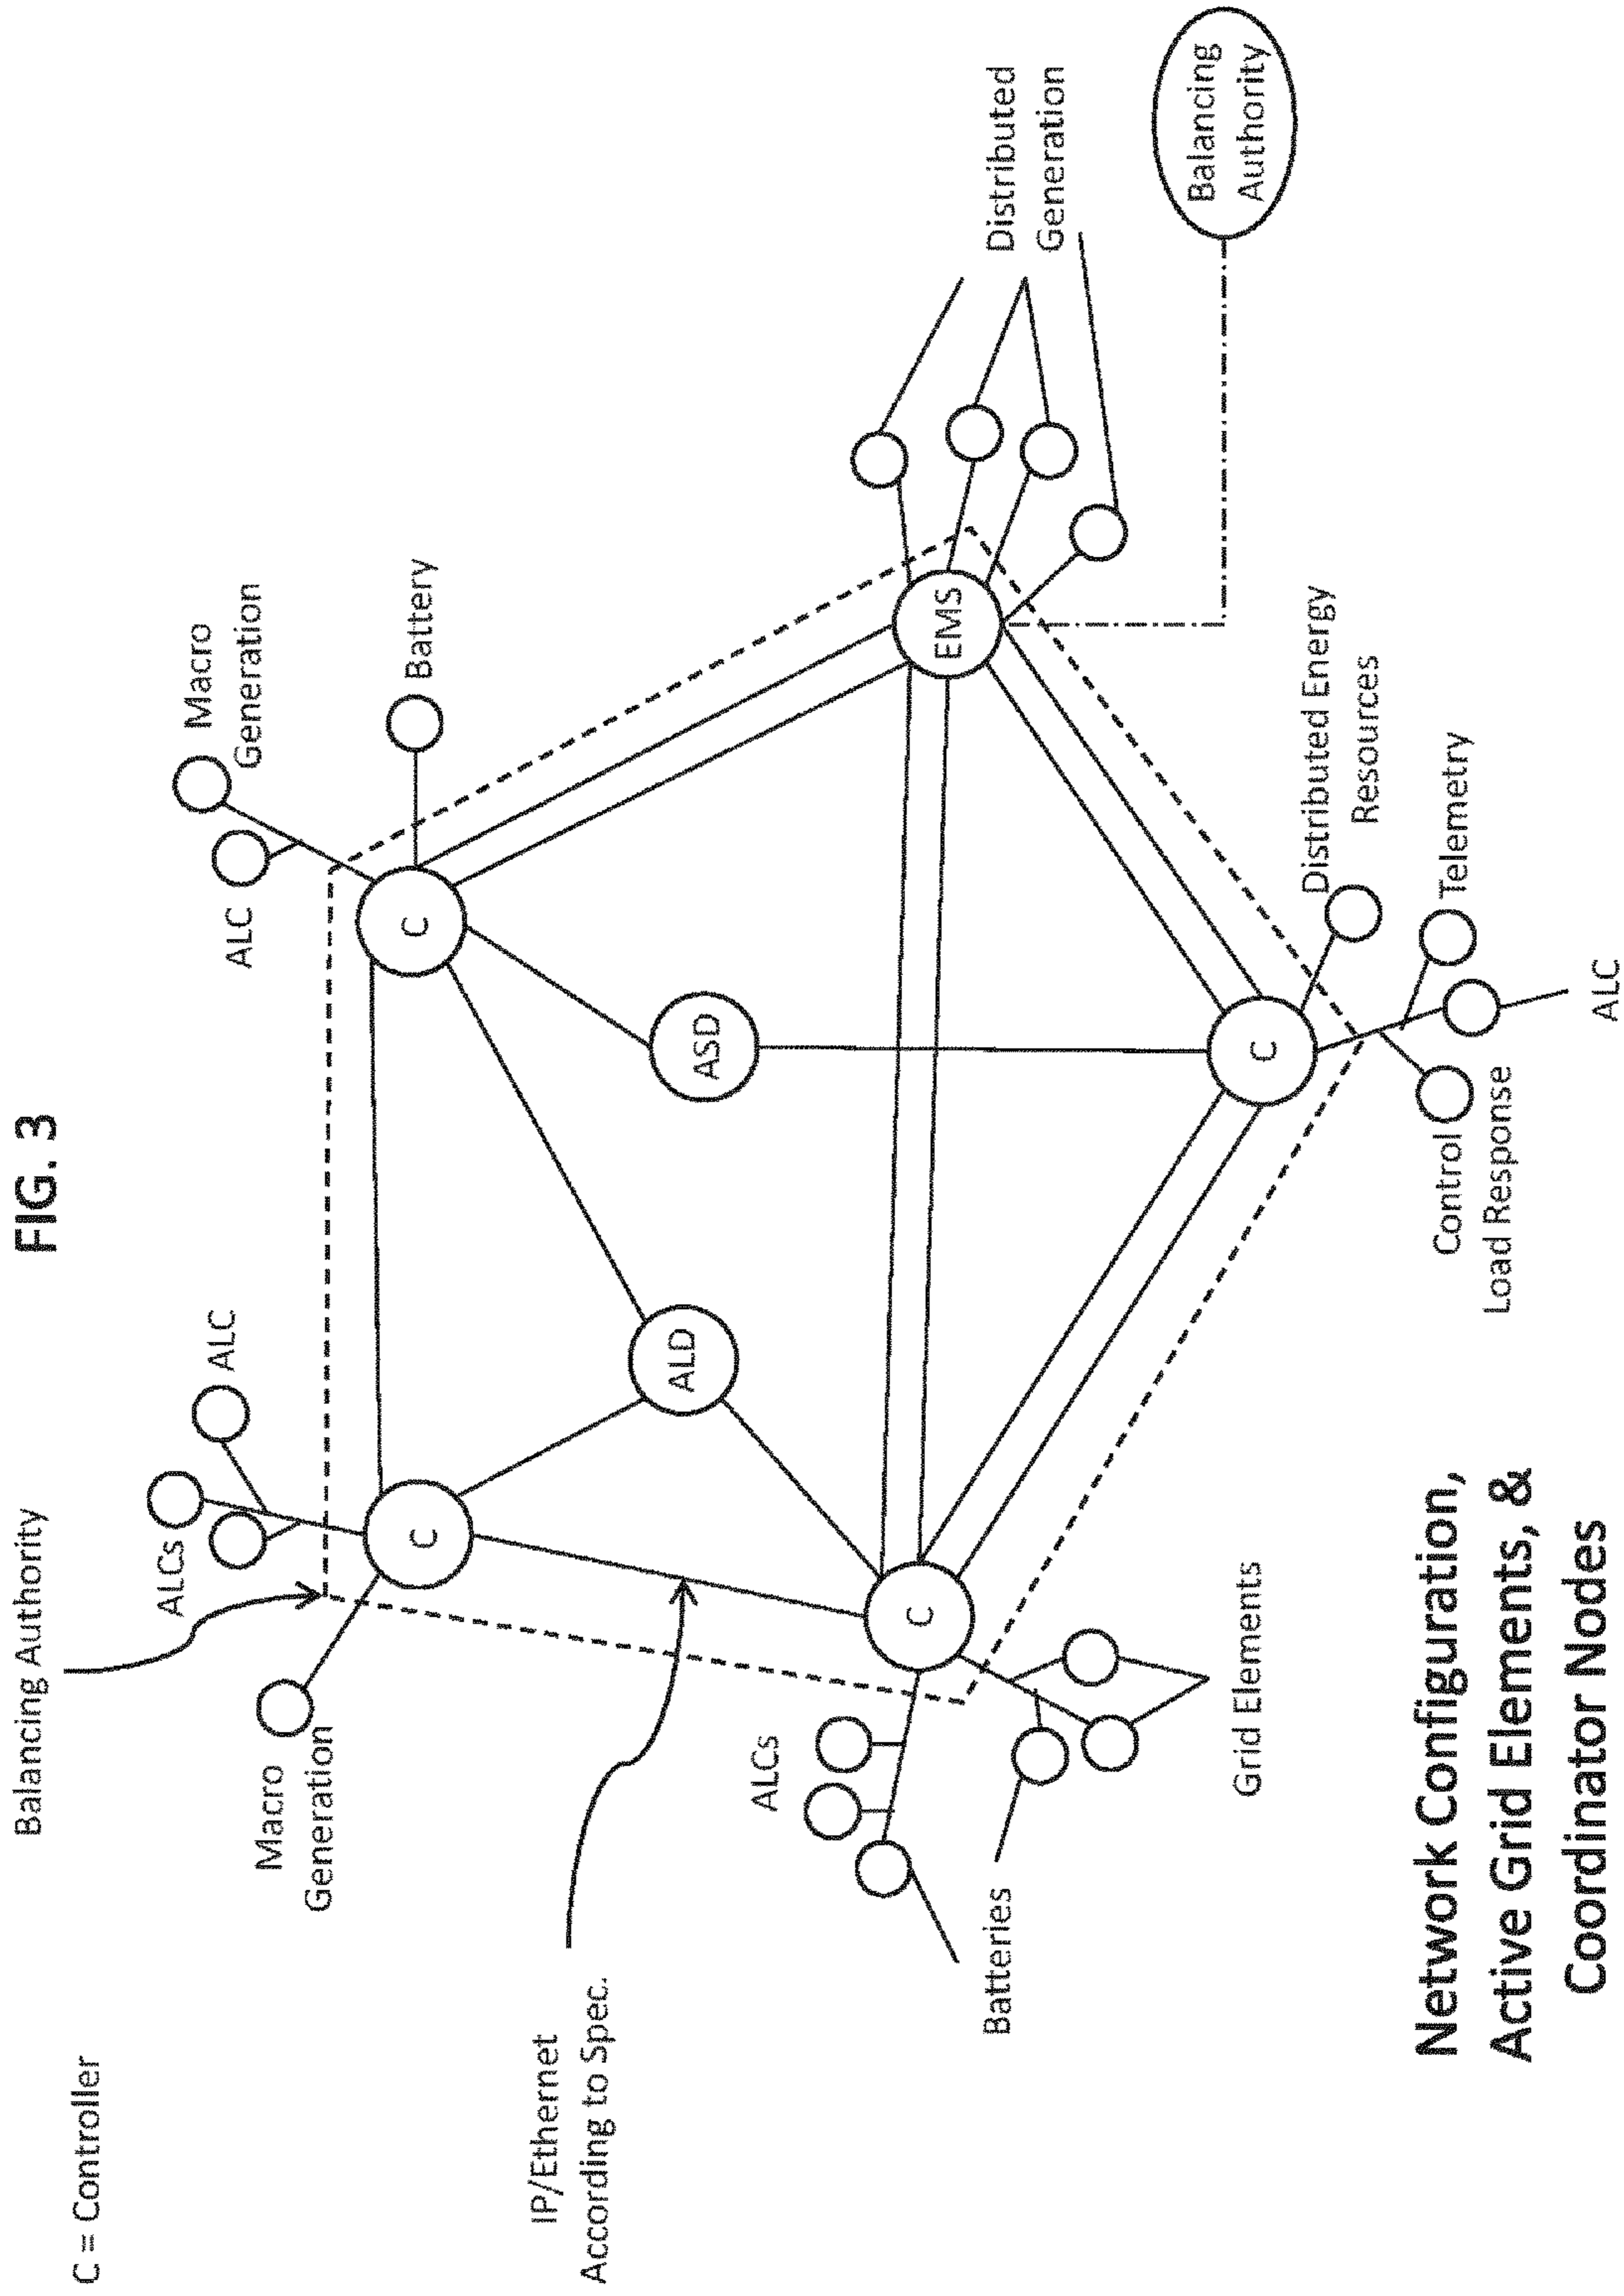 FIG. 3
C = Controller
Balancing Authority
IP/Ethernet
According to Spec.
Macro
Generation
ALCs
ALC
ALC
Macro
Generation
Battery
C
C
ALD
ASD
EMS
C
C
Distributed
Generation
Balancing
Authority
ALCs
Batteries
Grid Elements
Control
Load Response
ALC
Telemetry
Distributed Energy
Resources
Network Configuration,
Active Grid Elements, &
Coordinator Nodes